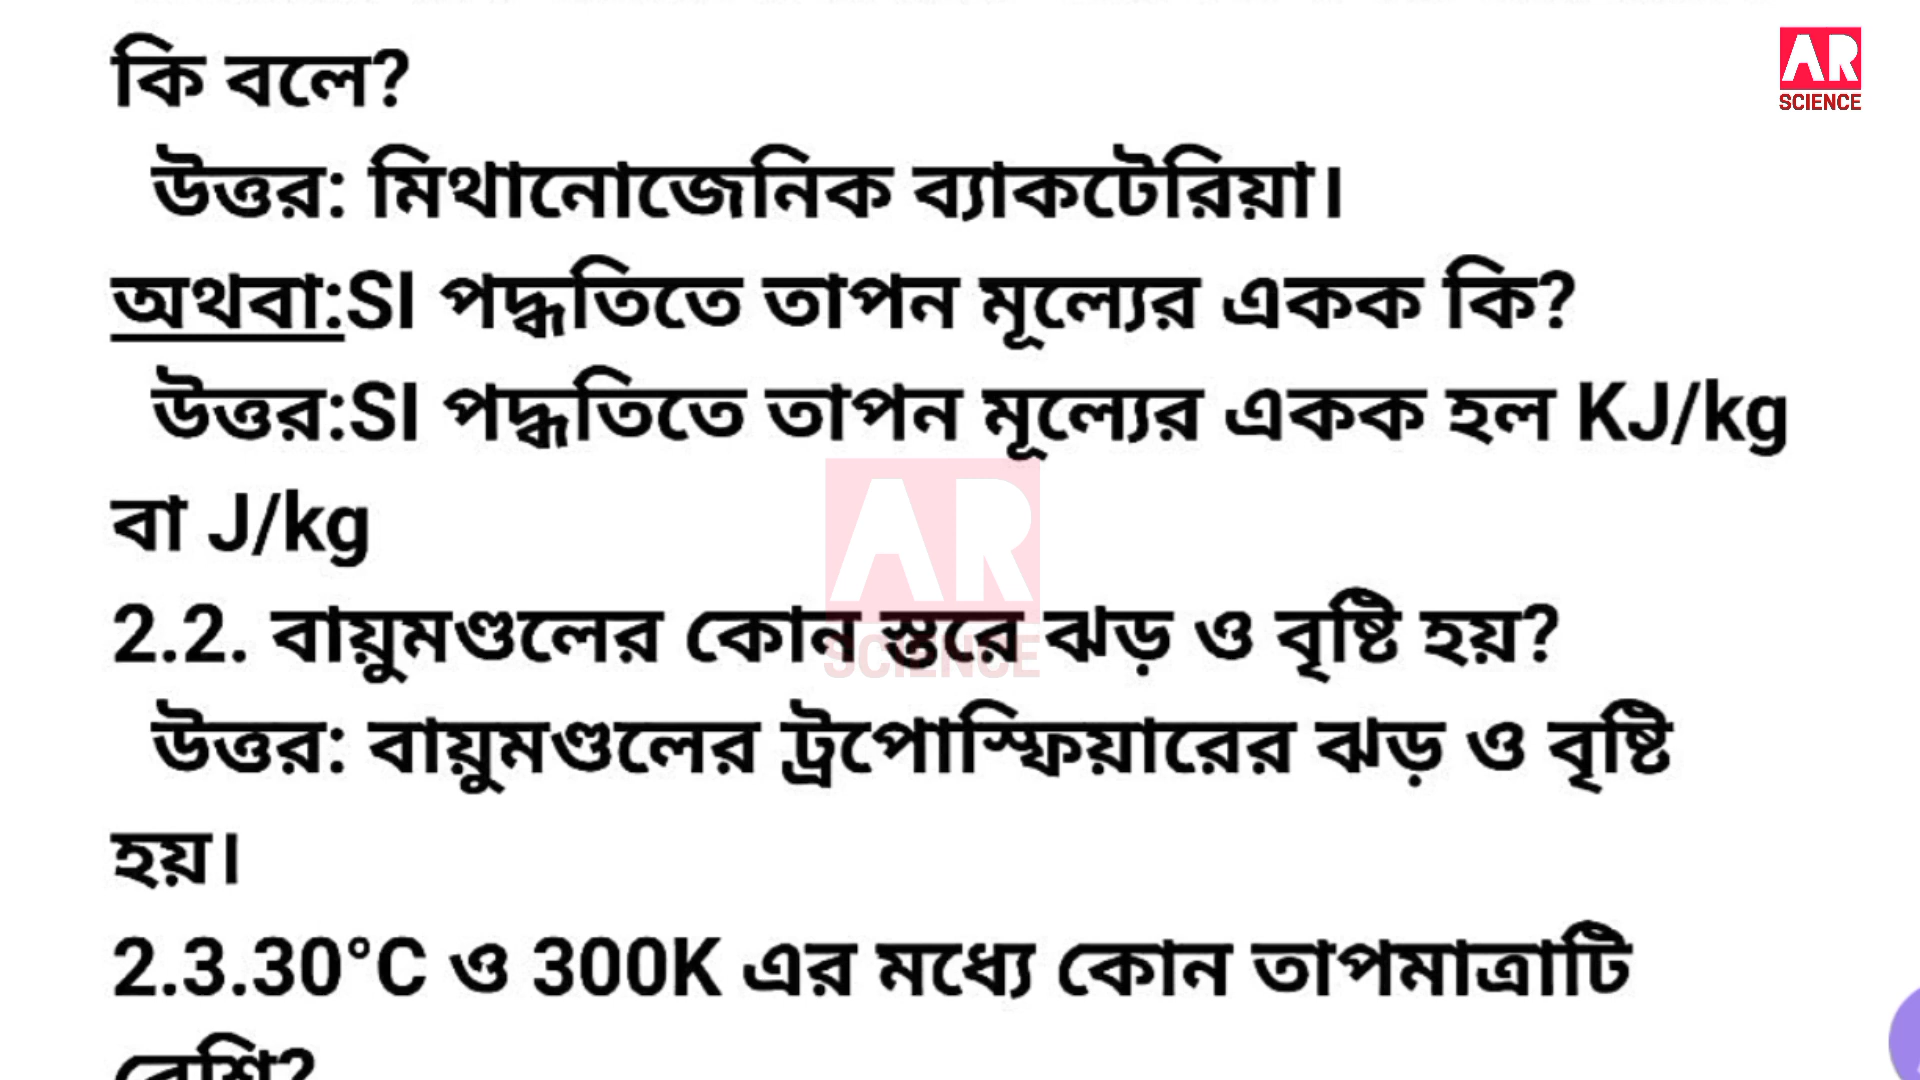 কি বলে?
AR
SCIENCE
উত্তর: মিথানোজেনিক ব্যাকটেরিয়া।
অথবা:SI পদ্ধতিতে তাপন মূল্যের একক কি?
উত্তর:SI পদ্ধতিতে তাপন মূল্যের একক হল KJ/kg
বা J/kg
AR
SCIENCE
2.2. বায়ুমণ্ডলের কোন স্তরে ঝড় ও বৃষ্টি হয়?
উত্তর: বায়ুমণ্ডলের ট্রপোস্ফিয়ারের ঝড় ও বৃষ্টি
হয়।
2.3.30°C ও 300K এর মধ্যে কোন তাপমাত্রাটি
বেশি?